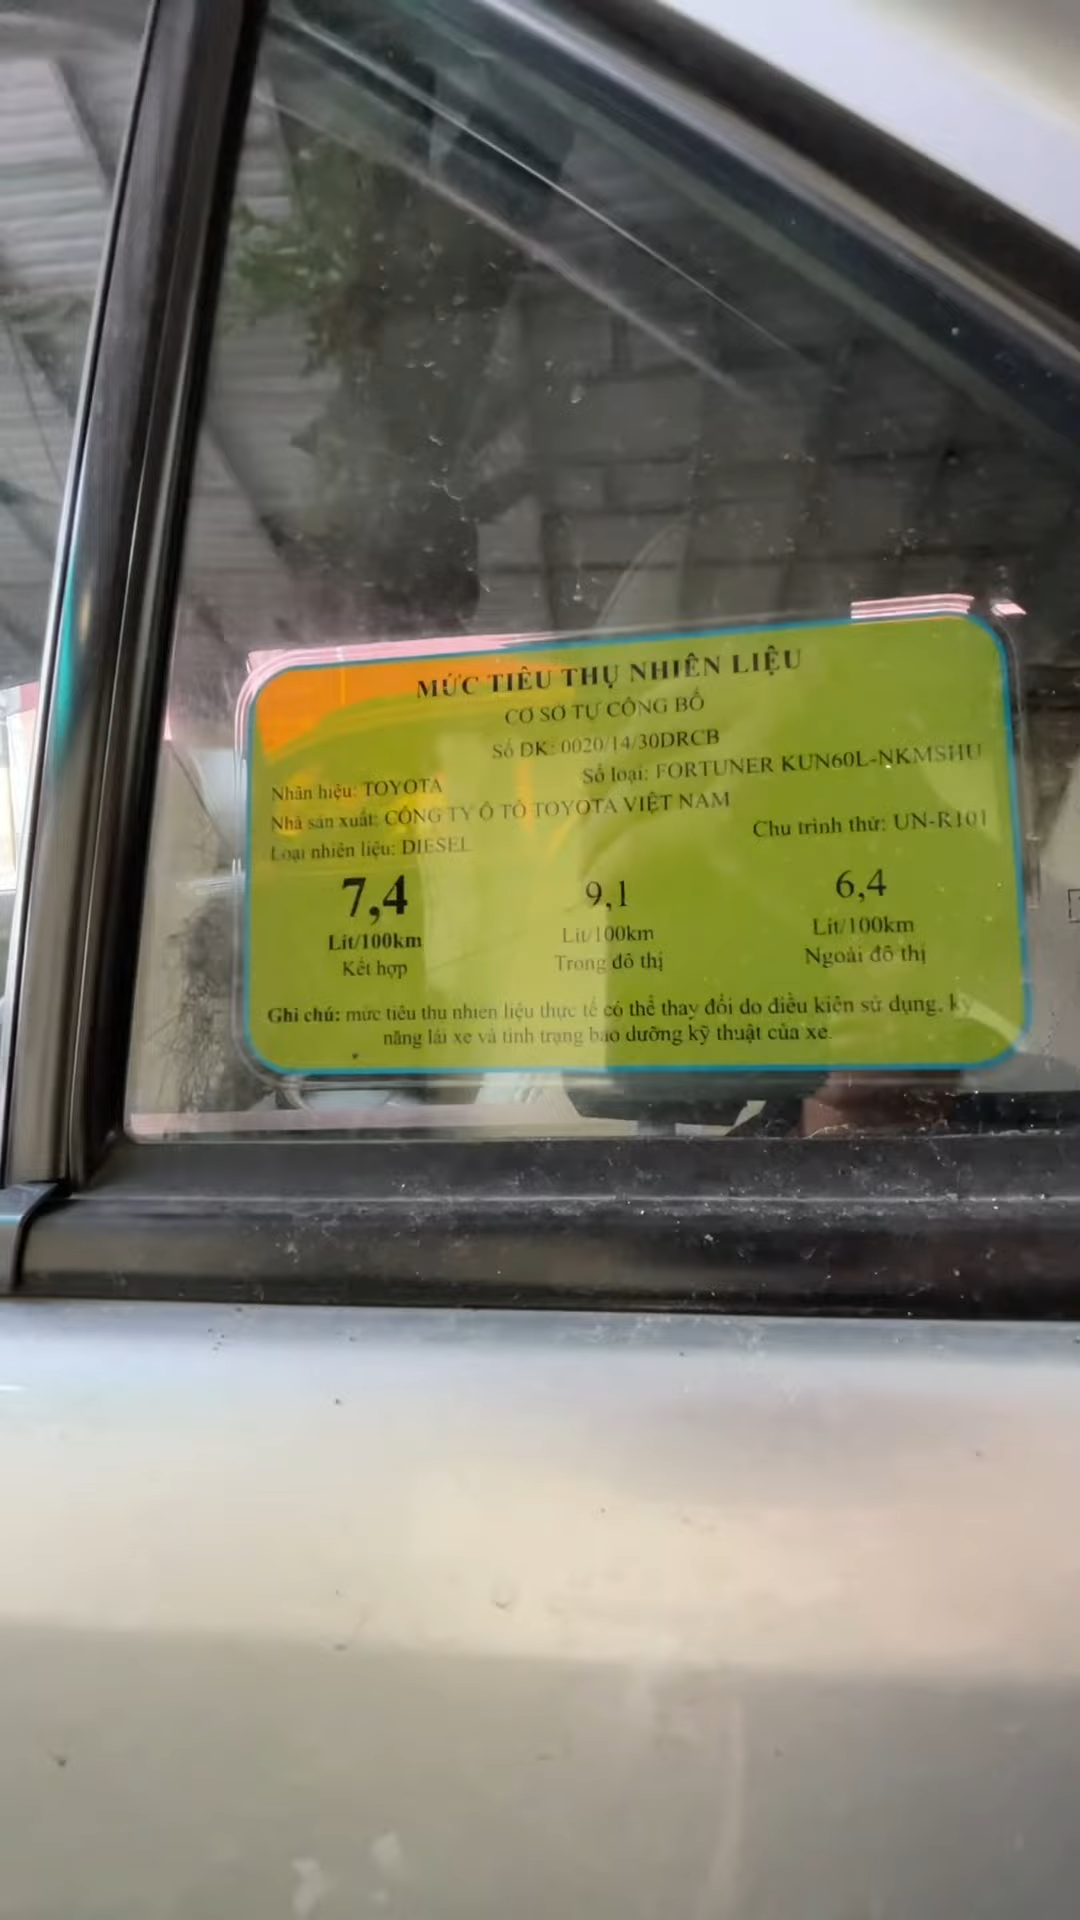 MỨC TIÊU THỤ NHIÊN LIỆU
CƠ SỞ TỰ CÔNG BỐ
Số ĐK: 0020/14/30DRCB
Nhãn hiệu: TOYOTA Số loại: FORTUNER KUN60L-NKMSHU
Nhà sản xuất: CÔNG TY Ô TÔ TOYOTA VIỆT NAM
Loại nhiên liệu: DIESEL Chu trình thử: UN-R101
7,4 9,1 6,4
Lít/100km Lít/100km Lít/100km
Kết hợp Trong đô thị Ngoài đô thị
Ghi chú: mức tiêu thụ nhiên liệu thực tế có thể thay đổi do điều kiện sử dụng, kỹ
năng lái xe và tình trạng bảo dưỡng kỹ thuật của xe.